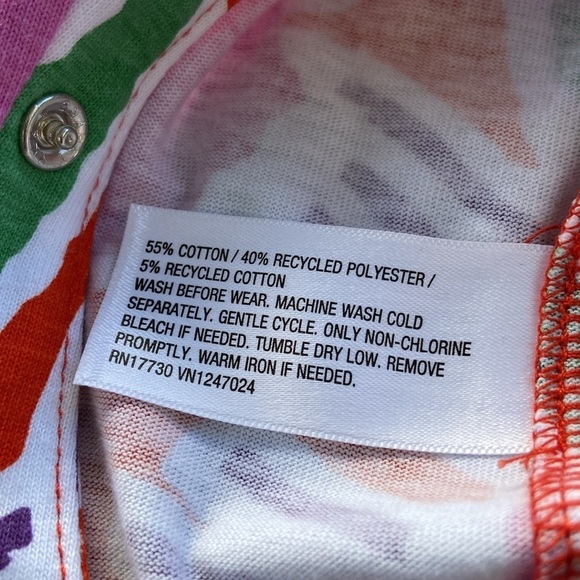 55% COTTON / 40% RECYCLED POLYESTER /
5% RECYCLED COTTON
WASH BEFORE WEAR. MACHINE WASH COLD
SEPARATELY. GENTLE CYCLE. ONLY NON-CHLORINE
BLEACH IF NEEDED. TUMBLE DRY LOW. REMOVE
PROMPTLY. WARM IRON IF NEEDED.
RN17730 VN1247024